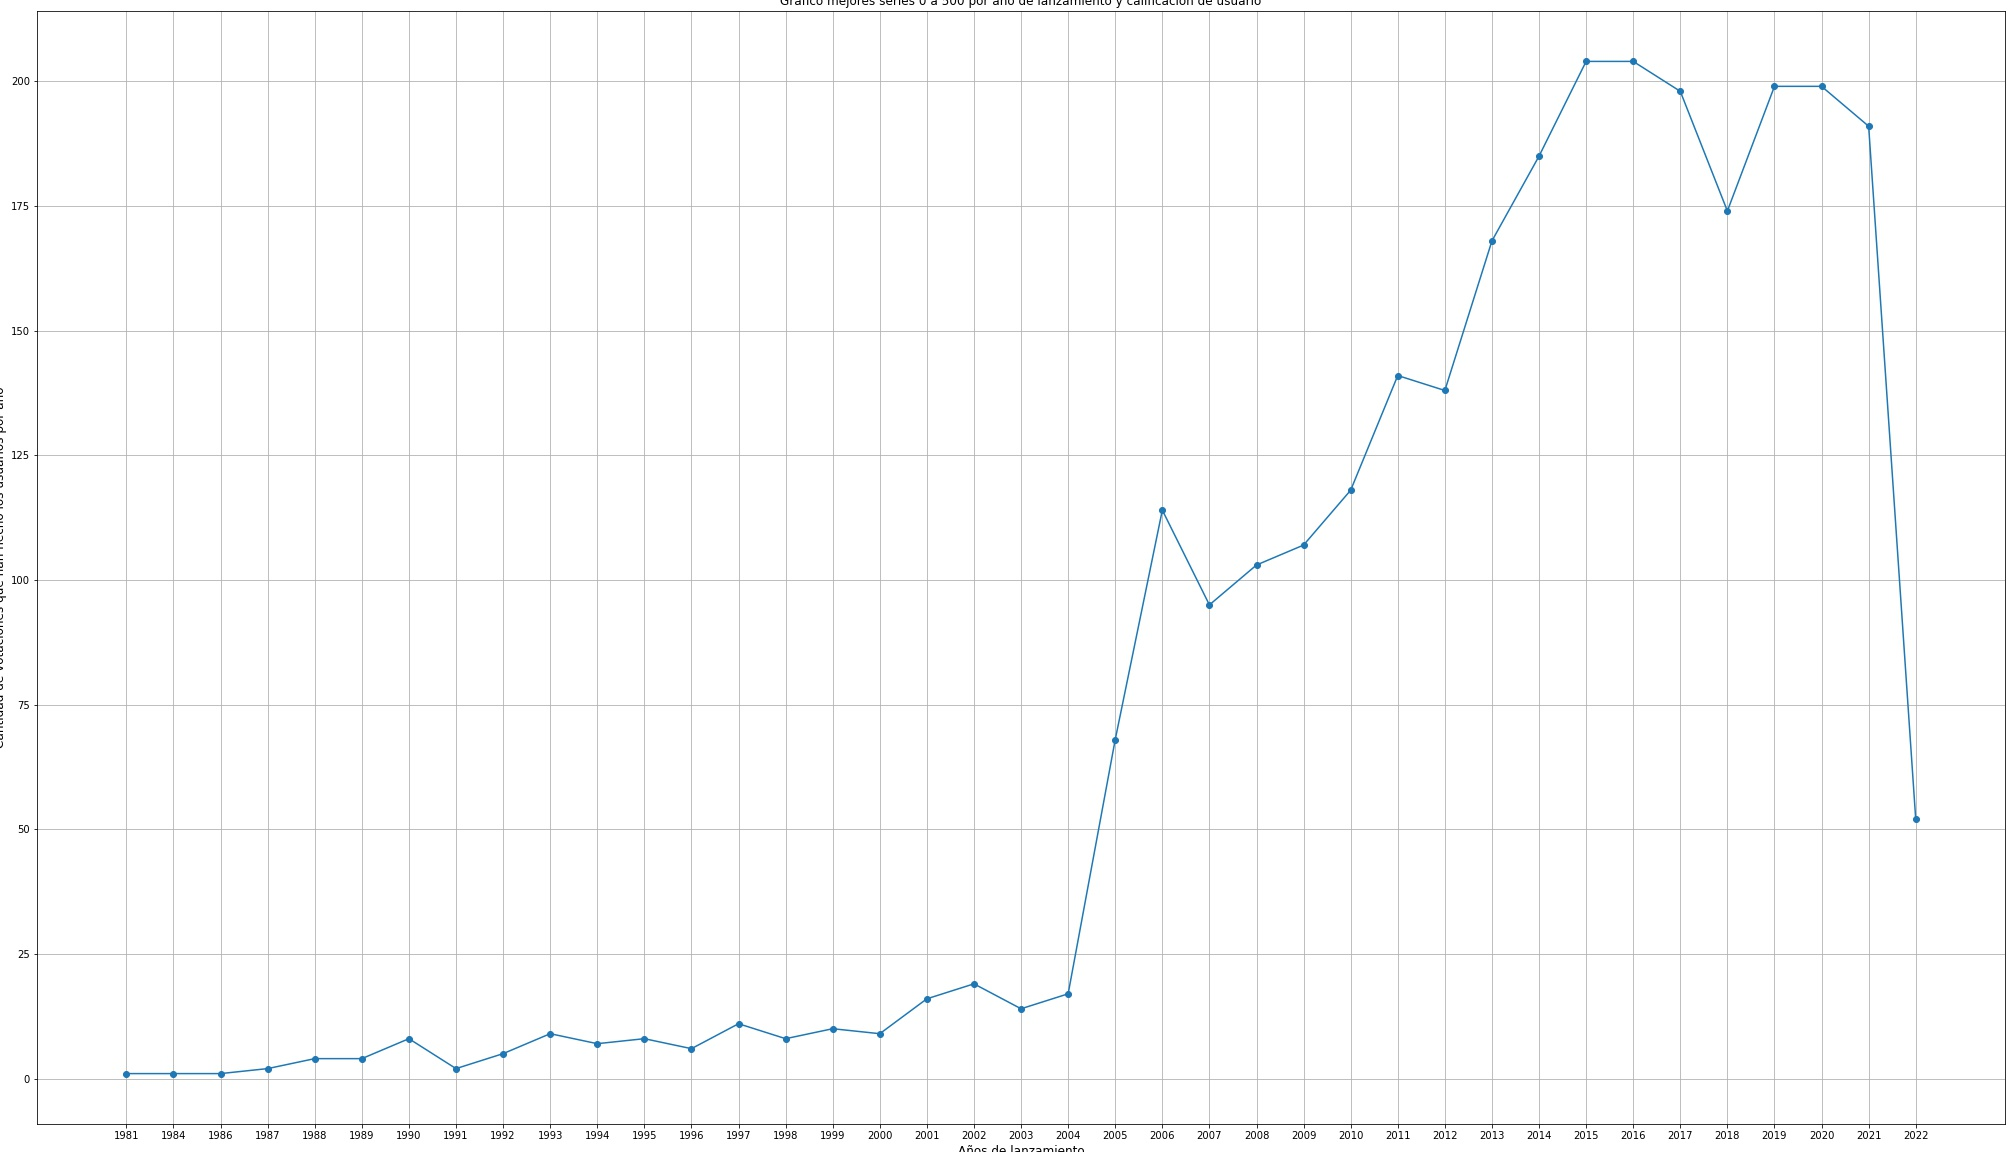 Gráfico mejores series 0 a 500 por año de lanzamiento y calificación de usuario
Cantidad de votaciones que han hecho los usuarios por año
200
175
150
125
100
75
50
25
0
1981 1984 1986 1987 1988 1989 1990 1991 1992 1993 1994 1995 1996 1997 1998 1999 2000 2001 2002 2003 2004 2005 2006 2007 2008 2009 2010 2011 2012 2013 2014 2015 2016 2017 2018 2019 2020 2021 2022
Años de lanzamiento